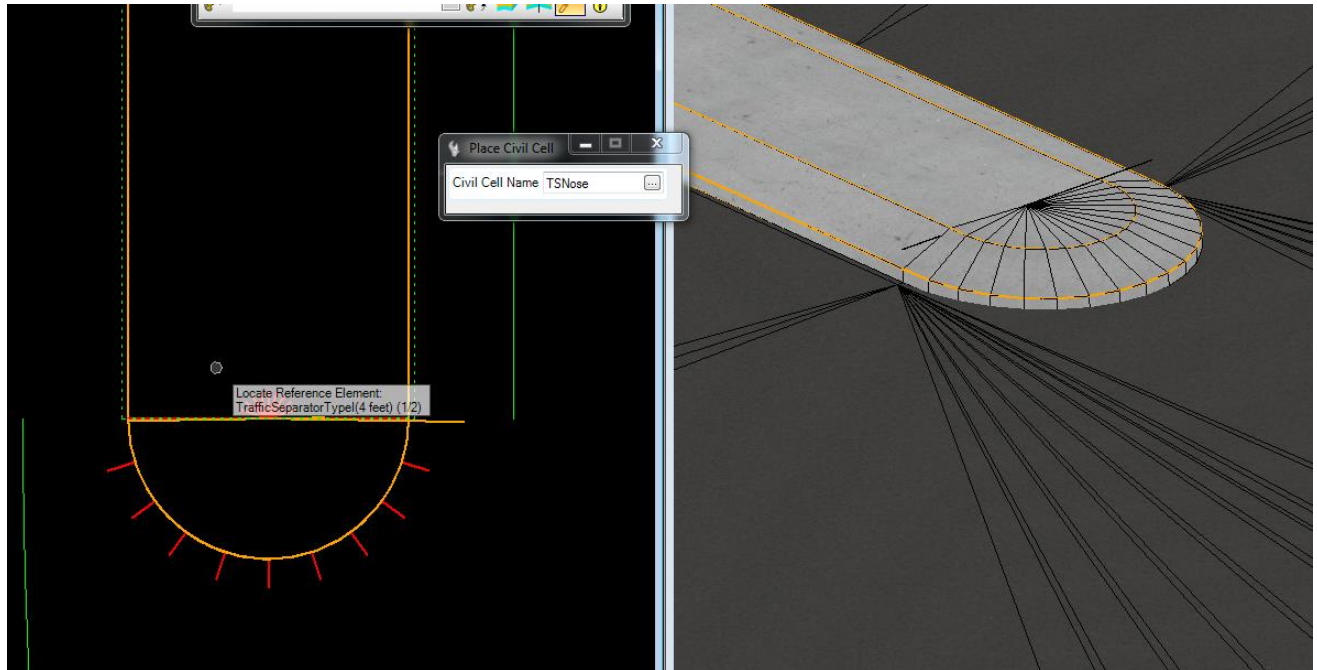 Place Civil Cell
Civil Cell Name TSNose ...
Locate Reference Element:
TrafficSeparatorTypeI(4 feet) (1/2)